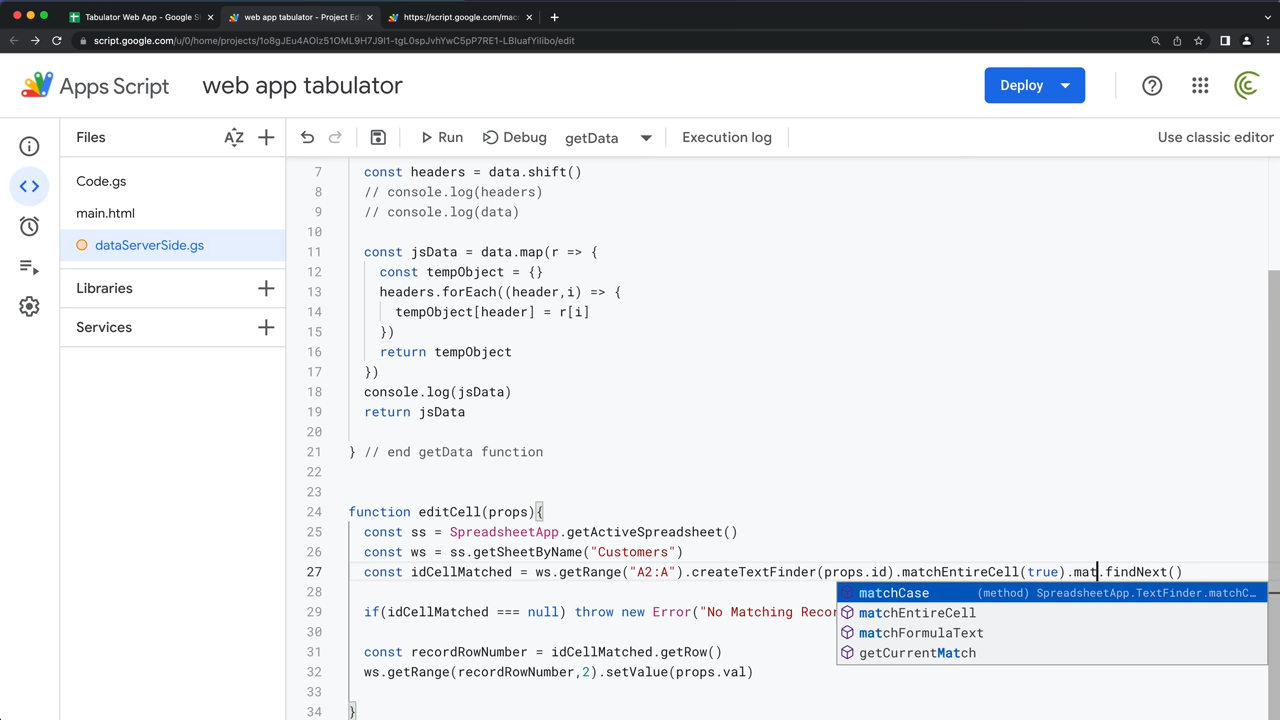 Tabulator Web App - Google S
web app tabulator - Project Edi
https://script.google.com/mac
script.google.com/u/0/home/projects/1o8gJEu4AOlz51OML9H7J9I1-tgL0spJvhYwC5pP7RE1-LBIuafYiIibo/edit
Apps Script
web app tabulator
Deploy
Files
Run
Debug
getData
Execution log
Use classic editor
Code.gs
main.html
dataServerSide.gs
Libraries
Services
7 const headers = data.shift()
8 // console.log(headers)
9 // console.log(data)
10
11 const jsData = data.map(r => {
12 const tempObject = {}
13 headers.forEach((header,i) => {
14 tempObject[header] = r[i]
15 })
16 return tempObject
17 })
18 console.log(jsData)
19 return jsData
20
21 } // end getData function
22
23
24 function editCell(props){
25 const ss = SpreadsheetApp.getActiveSpreadsheet()
26 const ws = ss.getSheetByName("Customers")
27 const idCellMatched = ws.getRange("A2:A").createTextFinder(props.id).matchEntireCell(true).mat.findNext()
28
29 if(idCellMatched === null) throw new Error("No Matching Recor
30
31 const recordRowNumber = idCellMatched.getRow()
32 ws.getRange(recordRowNumber,2).setValue(props.val)
33
34 }
matchCase (method) SpreadsheetApp.TextFinder.matchC…
matchEntireCell
matchFormulaText
getCurrentMatch